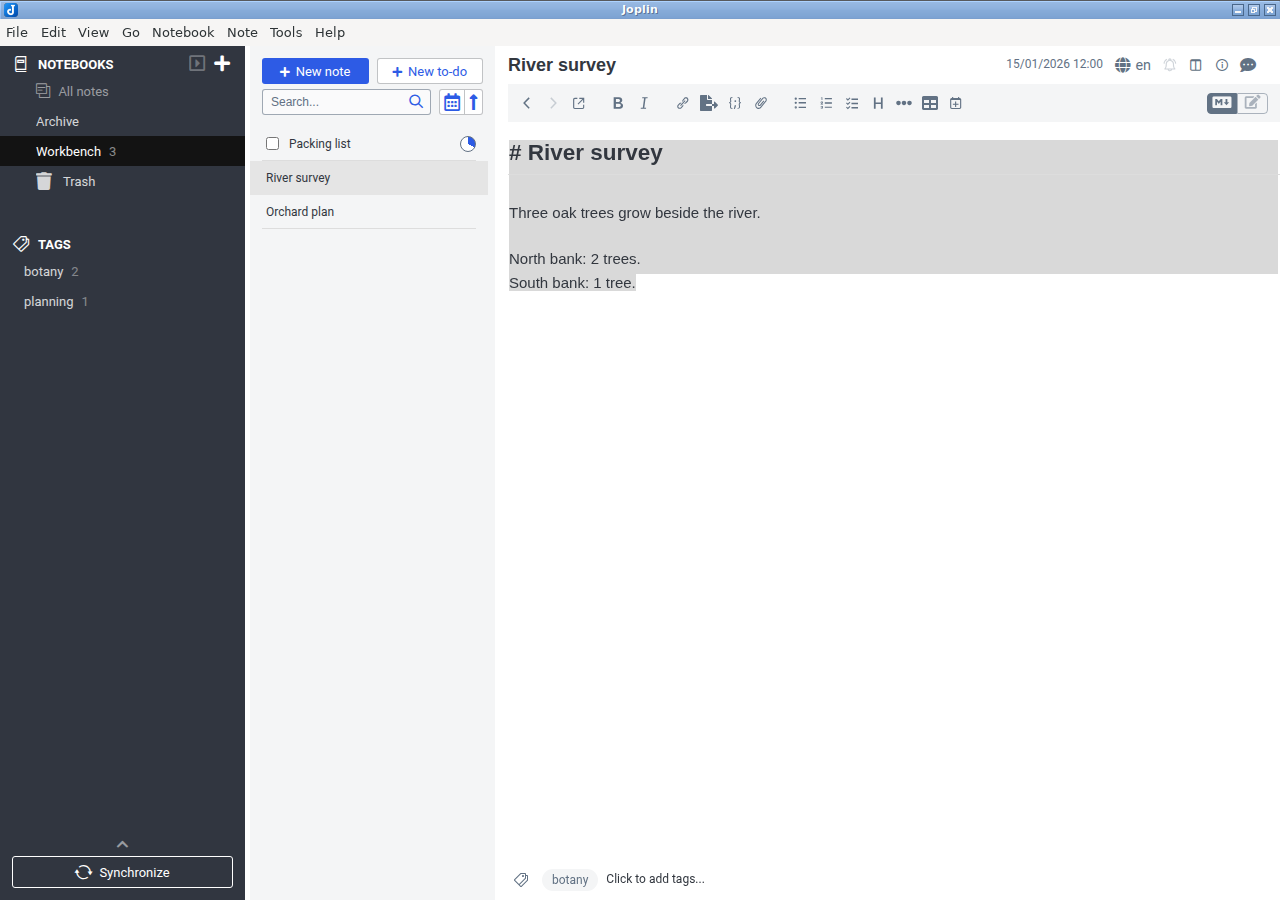 Joplin
File Edit View Go Notebook Note Tools Help
NOTEBOOKS
All notes
Archive
Workbench 3
Trash
TAGS
botany 2
planning 1
Synchronize
New note New to-do
Search...
Packing list
River survey
Orchard plan
River survey
15/01/2026 12:00 en
# River survey
Three oak trees grow beside the river.
North bank: 2 trees.
South bank: 1 tree.
botany Click to add tags...